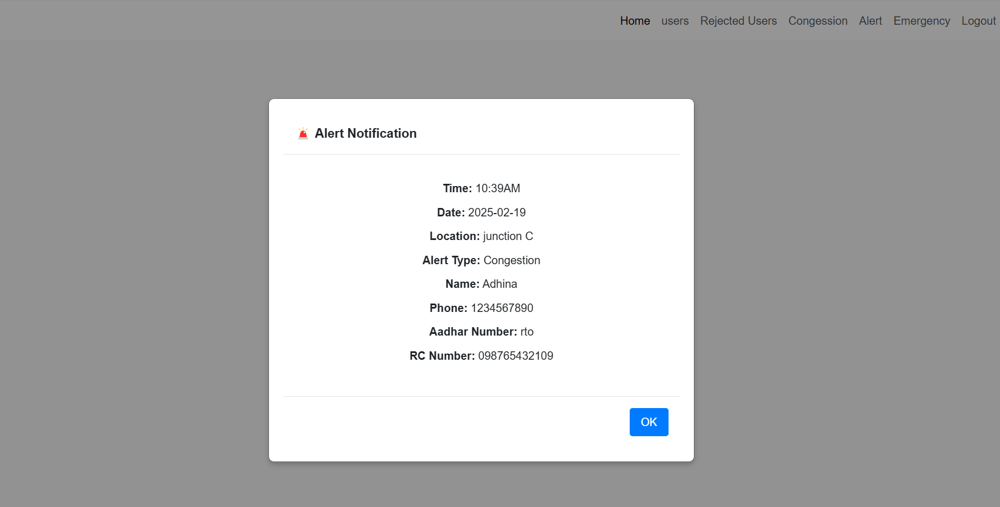 Home users Rejected Users Congession Alert Emergency Logout
Alert Notification
Time: 10:39AM
Date: 2025-02-19
Location: junction C
Alert Type: Congestion
Name: Adhina
Phone: 1234567890
Aadhar Number: rto
RC Number: 098765432109
OK